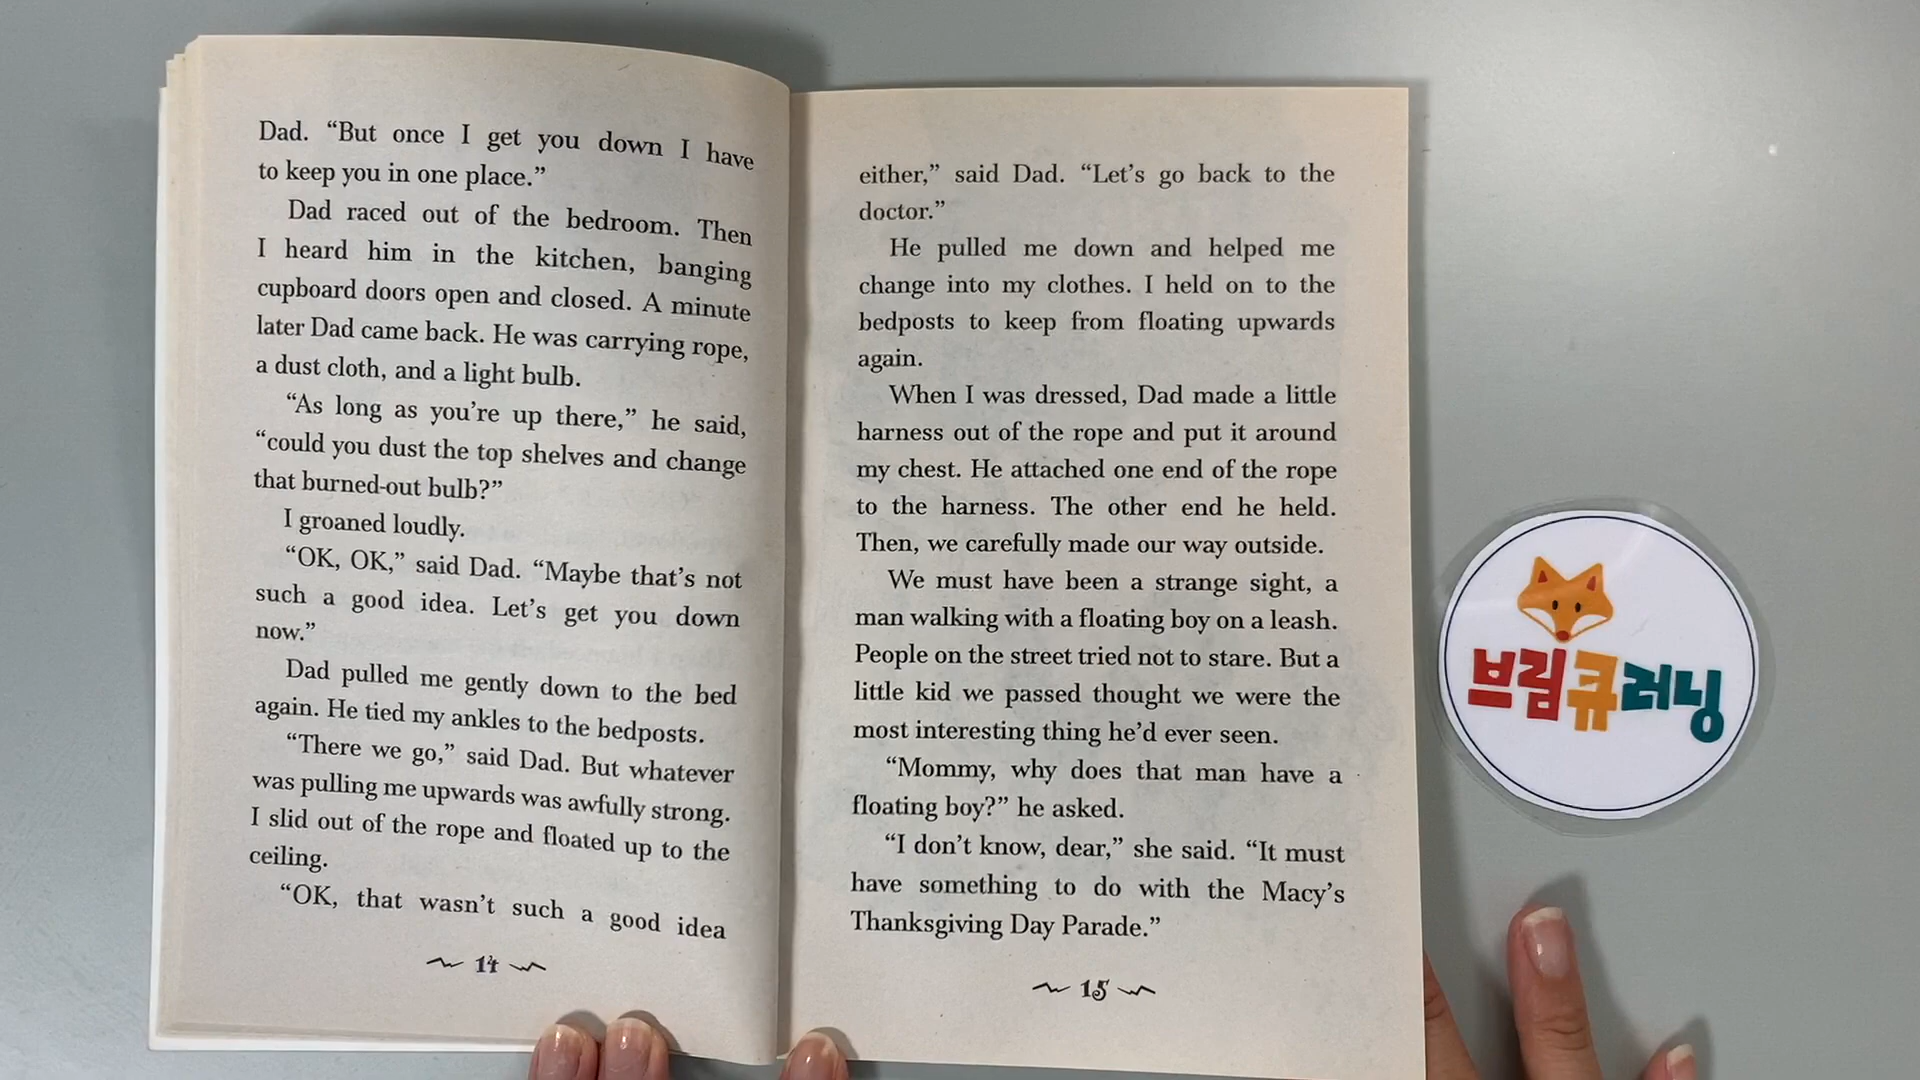 Dad. “But once I get you down I have
to keep you in one place.”
Dad raced out of the bedroom. Then
I heard him in the kitchen, banging
cupboard doors open and closed. A minute
later Dad came back. He was carrying rope,
a dust cloth, and a light bulb.
“As long as you’re up there,” he said,
“could you dust the top shelves and change
that burned-out bulb?”
I groaned loudly.
“OK, OK,” said Dad. “Maybe that’s not
such a good idea. Let’s get you down
now.”
Dad pulled me gently down to the bed
again. He tied my ankles to the bedposts.
“There we go,” said Dad. But whatever
was pulling me upwards was awfully strong.
I slid out of the rope and floated up to the
ceiling.
“OK, that wasn’t such a good idea
14
either,” said Dad. “Let’s go back to the
doctor.”
He pulled me down and helped me
change into my clothes. I held on to the
bedposts to keep from floating upwards
again.
When I was dressed, Dad made a little
harness out of the rope and put it around
my chest. He attached one end of the rope
to the harness. The other end he held.
Then, we carefully made our way outside.
We must have been a strange sight, a
man walking with a floating boy on a leash.
People on the street tried not to stare. But a
little kid we passed thought we were the
most interesting thing he’d ever seen.
“Mommy, why does that man have a
floating boy?” he asked.
“I don’t know, dear,” she said. “It must
have something to do with the Macy’s
Thanksgiving Day Parade.”
15
브림큐러닝